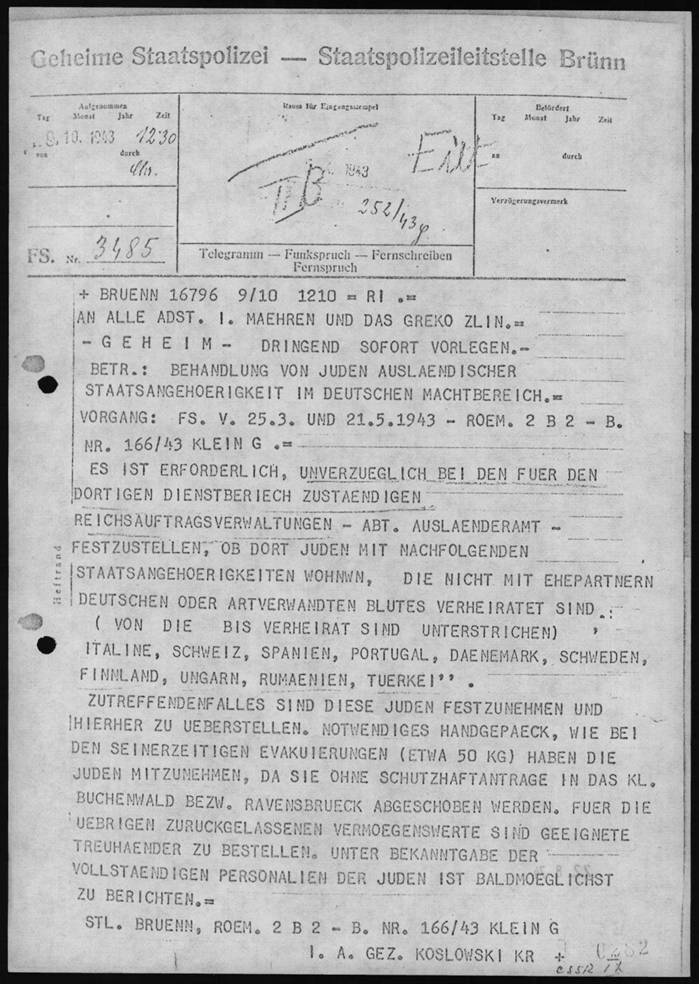 Geheime Staatspolizei — Staatspolizeileitstelle Brünn
Aufgenommen
Tag Monat Jahr Zeit
9.10.1943 1230
von durch
Raum für Eingangsstempel
1943
Eilt
II B
252/43g
Befördert
Tag Monat Jahr Zeit
an durch
Verzögerungsvermerk
FS. Nr. 3485
Telegramm — Funkspruch — Fernschreiben
Fernspruch
+ BRUENN 16796 9/10 1210 = RI .=
AN ALLE ADST. I. MAEHREN UND DAS GREKO ZLIN.=
- G E H E I M - DRINGEND SOFORT VORLEGEN.-
BETR.: BEHANDLUNG VON JUDEN AUSLAENDISCHER
STAATSANGEHOERIGKEIT IM DEUTSCHEN MACHTBEREICH.=
VORGANG: FS. V. 25.3. UND 21.5.1943 - ROEM. 2 B 2 - B.
NR. 166/43 KLEIN G .=
ES IST ERFORDERLICH, UNVERZUEGLICH BEI DEN FUER DEN
DORTIGEN DIENSTBERIECH ZUSTAENDIGEN
REICHSAUFTRAGSVERWALTUNGEN - ABT. AUSLAENDERAMT -
FESTZUSTELLEN, OB DORT JUDEN MIT NACHFOLGENDEN
STAATSANGEHOERIGKEITEN WOHNWN, DIE NICHT MIT EHEPARTNERN
DEUTSCHEN ODER ARTVERWANDTEN BLUTES VERHEIRATET SIND.:
( VON DIE BIS VERHEIRAT SIND UNTERSTRICHEN) '
ITALINE, SCHWEIZ, SPANIEN, PORTUGAL, DAENEMARK, SCHWEDEN,
FINNLAND, UNGARN, RUMAENIEN, TUERKEI'' .
ZUTREFFENDENFALLES SIND DIESE JUDEN FESTZUNEHMEN UND
HIERHER ZU UEBERSTELLEN. NOTWENDIGES HANDGEPAECK, WIE BEI
DEN SEINERZEITIGEN EVAKUIERUNGEN (ETWA 50 KG) HABEN DIE
JUDEN MITZUNEHMEN, DA SIE OHNE SCHUTZHAFTANTRAGE IN DAS KL.
BUCHENWALD BEZW. RAVENSBRUECK ABGESCHOBEN WERDEN. FUER DIE
UEBRIGEN ZURUCKGELASSENEN VERMOEGENSWERTE SIND GEEIGNETE
TREUHAENDER ZU BESTELLEN. UNTER BEKANNTGABE DER
VOLLSTAENDIGEN PERSONALIEN DER JUDEN IST BALDMOEGLICHST
ZU BERICHTEN.=
STL. BRUENN, ROEM. 2 B 2 - B. NR. 166/43 KLEIN G
I. A. GEZ. KOSLOWSKI KR +
Heftrand